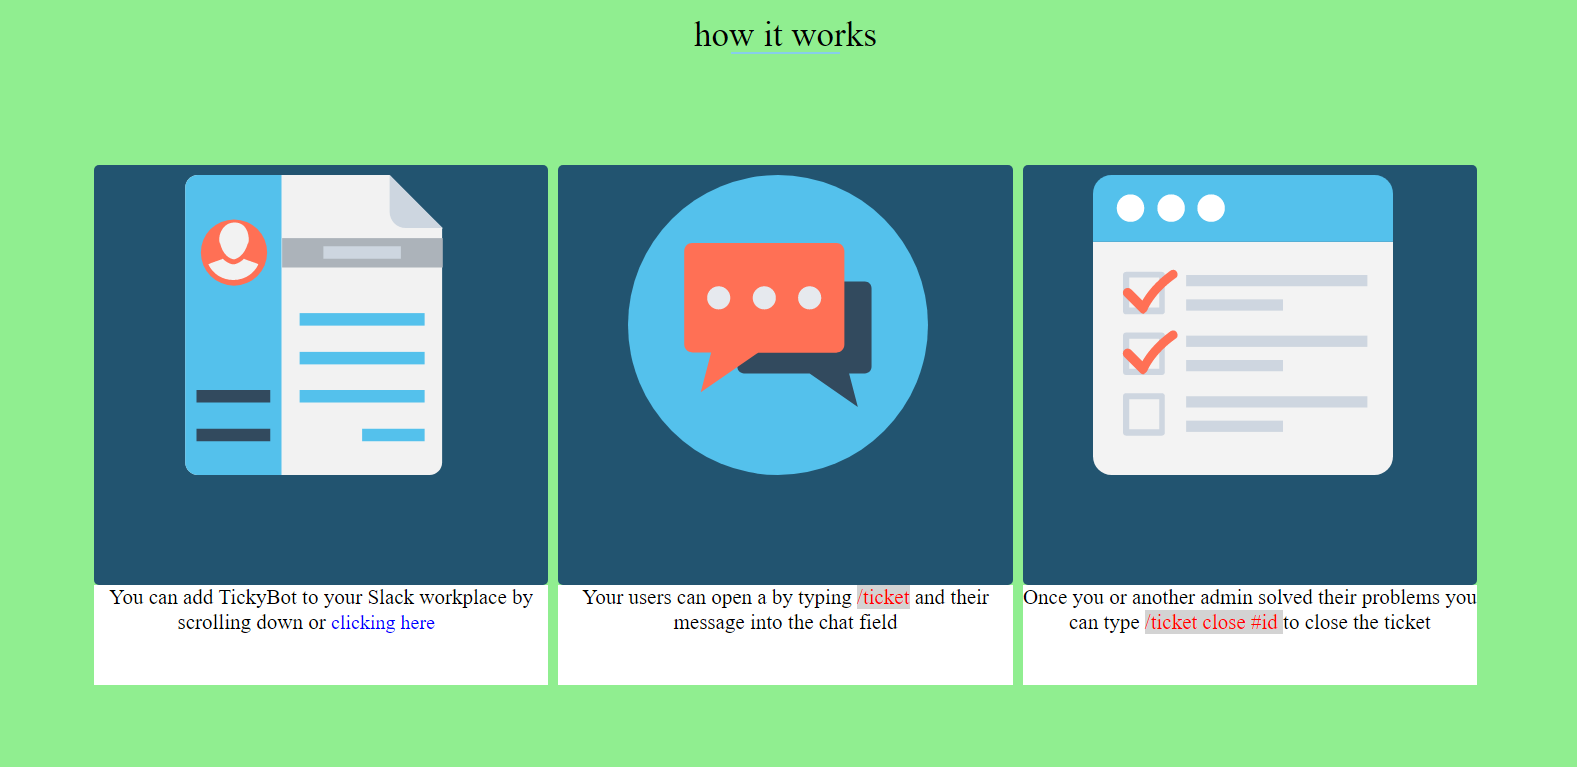 how it works
You can add TickyBot to your Slack workplace by
scrolling down or clicking here
Your users can open a by typing /ticket and their
message into the chat field
Once you or another admin solved their problems you
can type /ticket close #id to close the ticket